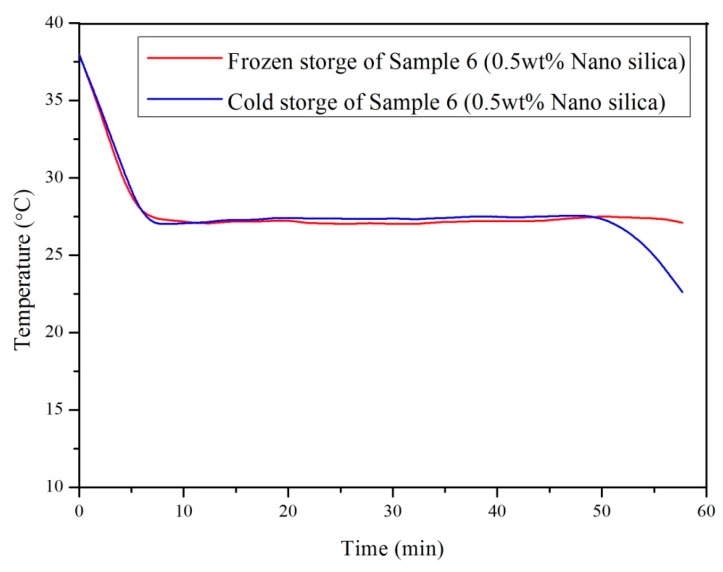 40
35
30
25
20
15
10
Temperature (°C)
Frozen storge of Sample 6 (0.5wt% Nano silica)
Cold storge of Sample 6 (0.5wt% Nano silica)
0 10 20 30 40 50 60
Time (min)